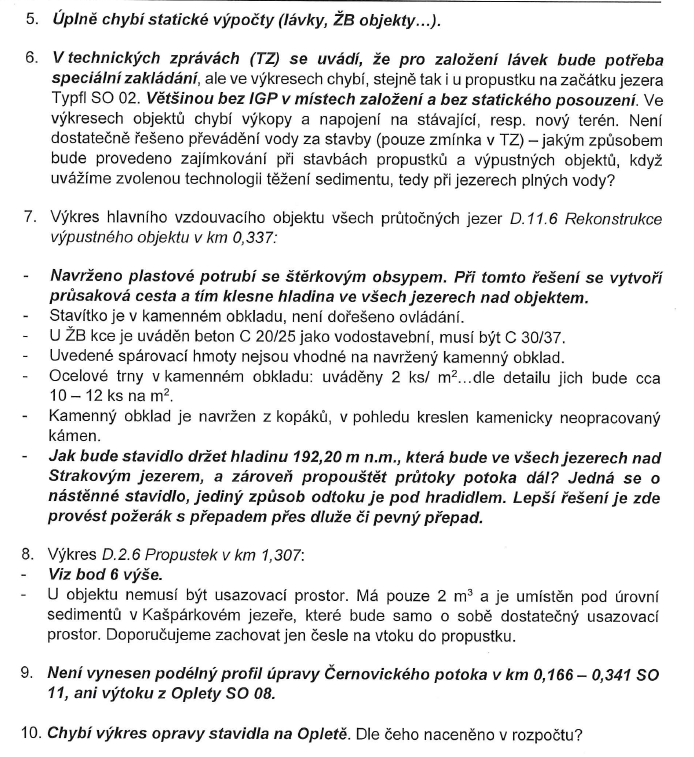 5. Úplně chybí statické výpočty (lávky, ŽB objekty…).
6. V technických zprávách (TZ) se uvádí, že pro založení lávek bude potřeba
speciální zakládání, ale ve výkresech chybí, stejně tak i u propustku na začátku jezera
Typfl SO 02. Většinou bez IGP v místech založení a bez statického posouzení. Ve
výkresech objektů chybí výkopy a napojení na stávající, resp. nový terén. Není
dostatečně řešeno převádění vody za stavby (pouze zmínka v TZ) – jakým způsobem
bude provedeno zajímkování při stavbách propustků a výpustných objektů, když
uvážíme zvolenou technologii těžení sedimentu, tedy při jezerech plných vody?
7. Výkres hlavního vzdouvacího objektu všech průtočných jezer D.11.6 Rekonstrukce
výpustného objektu v km 0,337:
- Navrženo plastové potrubí se štěrkovým obsypem. Při tomto řešení se vytvoří
průsaková cesta a tím klesne hladina ve všech jezerech nad objektem.
- Stavítko je v kamenném obkladu, není dořešeno ovládání.
- U ŽB kce je uváděn beton C 20/25 jako vodostavební, musí být C 30/37.
- Uvedené spárovací hmoty nejsou vhodné na navržený kamenný obklad.
- Ocelové trny v kamenném obkladu: uváděny 2 ks/ m²…dle detailu jich bude cca
10 – 12 ks na m².
- Kamenný obklad je navržen z kopáků, v pohledu kreslen kamenicky neopracovaný
kámen.
- Jak bude stavidlo držet hladinu 192,20 m n.m., která bude ve všech jezerech nad
Strakovým jezerem, a zároveň propouštět průtoky potoka dál? Jedná se o
nástěnné stavidlo, jediný způsob odtoku je pod hradidlem. Lepší řešení je zde
provést požerák s přepadem přes dluže či pevný přepad.
8. Výkres D.2.6 Propustek v km 1,307:
- Viz bod 6 výše.
- U objektu nemusí být usazovací prostor. Má pouze 2 m³ a je umístěn pod úrovní
sedimentů v Kašpárkovém jezeře, které bude samo o sobě dostatečný usazovací
prostor. Doporučujeme zachovat jen česle na vtoku do propustku.
9. Není vynesen podélný profil úpravy Černovického potoka v km 0,166 – 0,341 SO
11, ani výtoku z Oplety SO 08.
10. Chybí výkres opravy stavidla na Opletě. Dle čeho naceněno v rozpočtu?